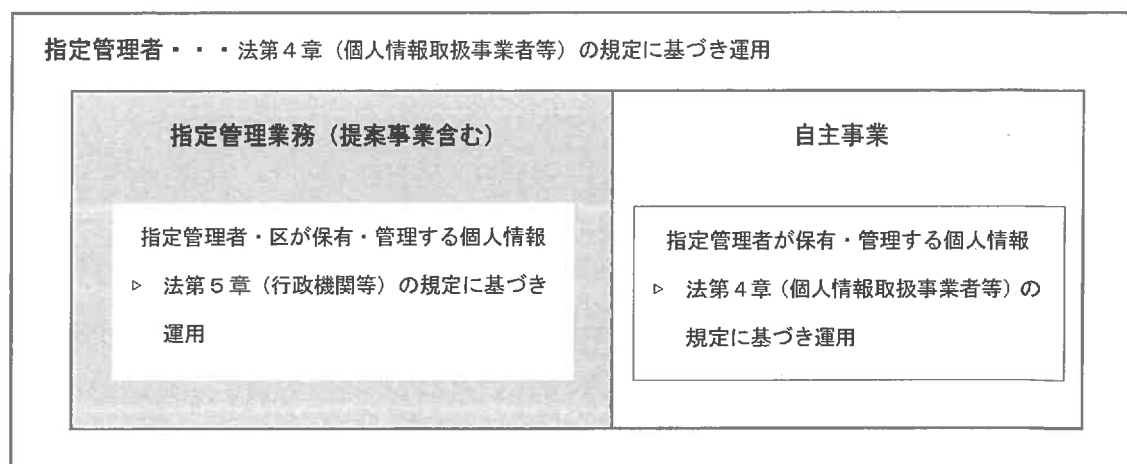 指定管理者・・・法第４章（個人情報取扱事業者等）の規定に基づき運用
指定管理業務（提案事業含む）
指定管理者・区が保有・管理する個人情報
▷ 法第５章（行政機関等）の規定に基づき
運用
自主事業
指定管理者が保有・管理する個人情報
▷ 法第４章（個人情報取扱事業者等）の
規定に基づき運用